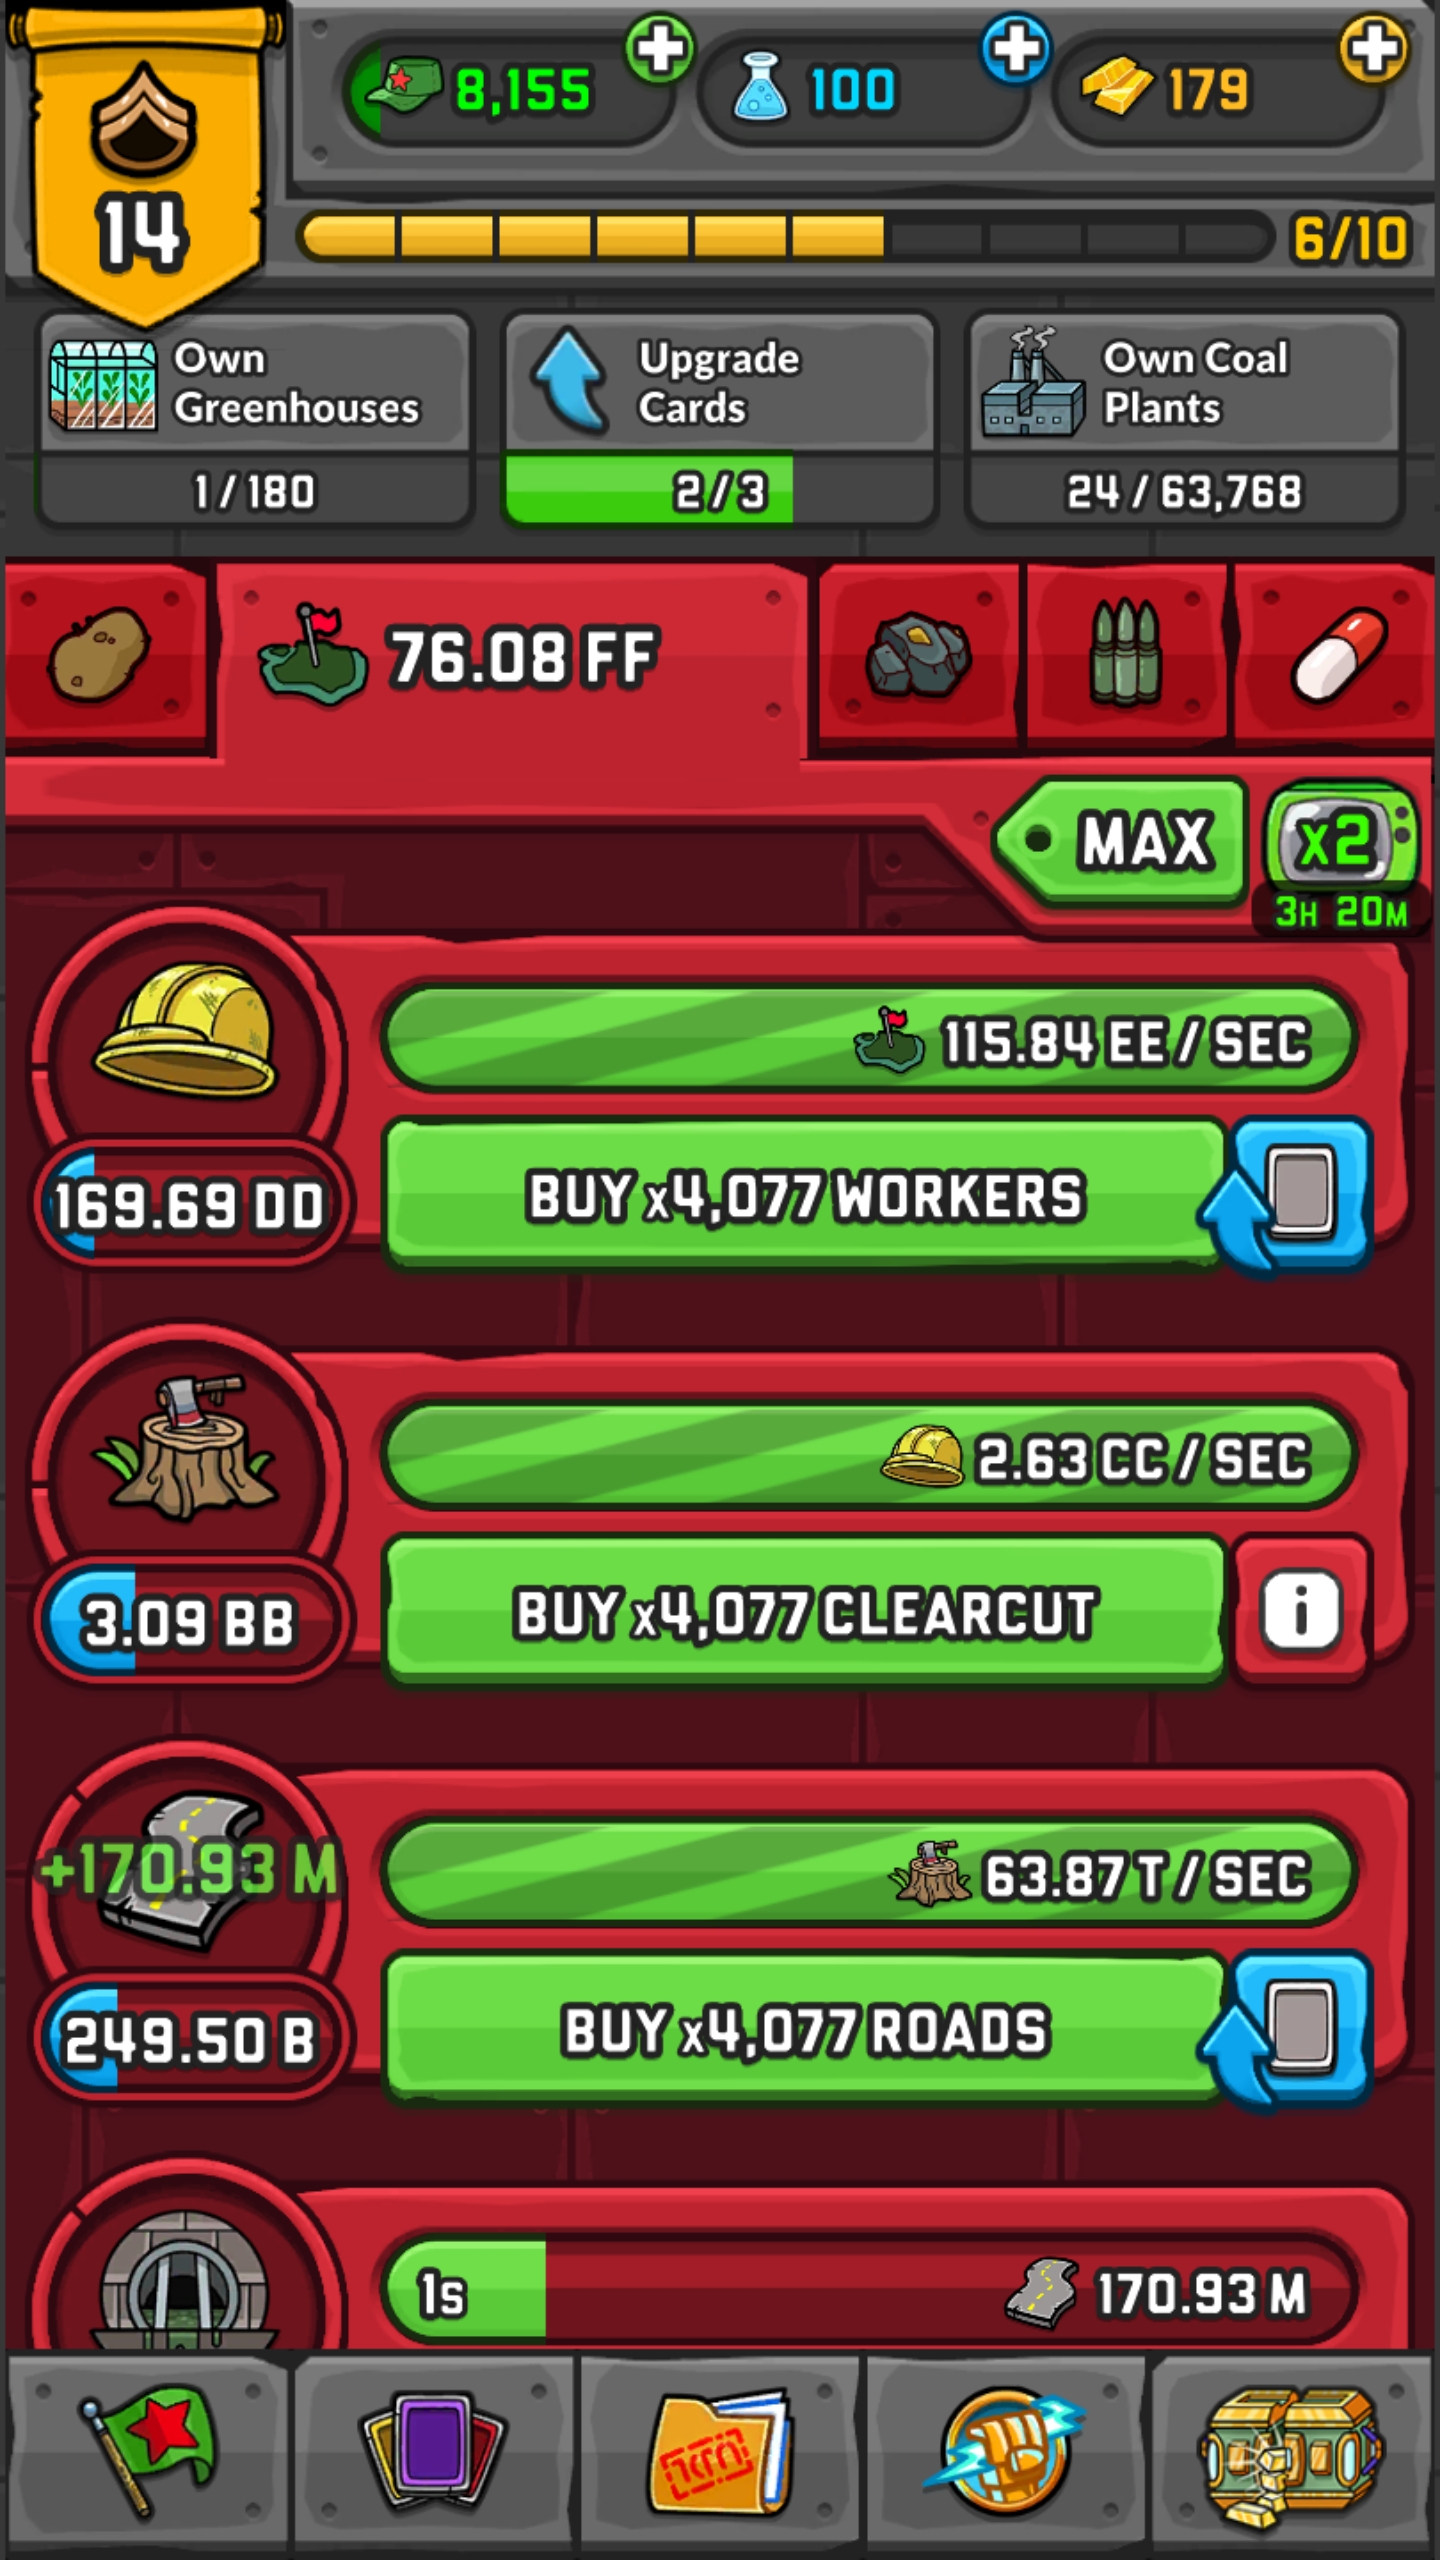 8,155
100
179
14
6/10
Own
Greenhouses
1/180
Upgrade
Cards
2/3
Own Coal
Plants
24/63,768
76.08 FF
MAX
x2
3H 20M
115.84 EE / SEC
169.69 DD
BUY x4,077 WORKERS
2.63 CC / SEC
3.09 BB
BUY x4,077 CLEARCUT
i
+170.93 M
63.87 T / SEC
249.50 B
BUY x4,077 ROADS
1s
170.93 M